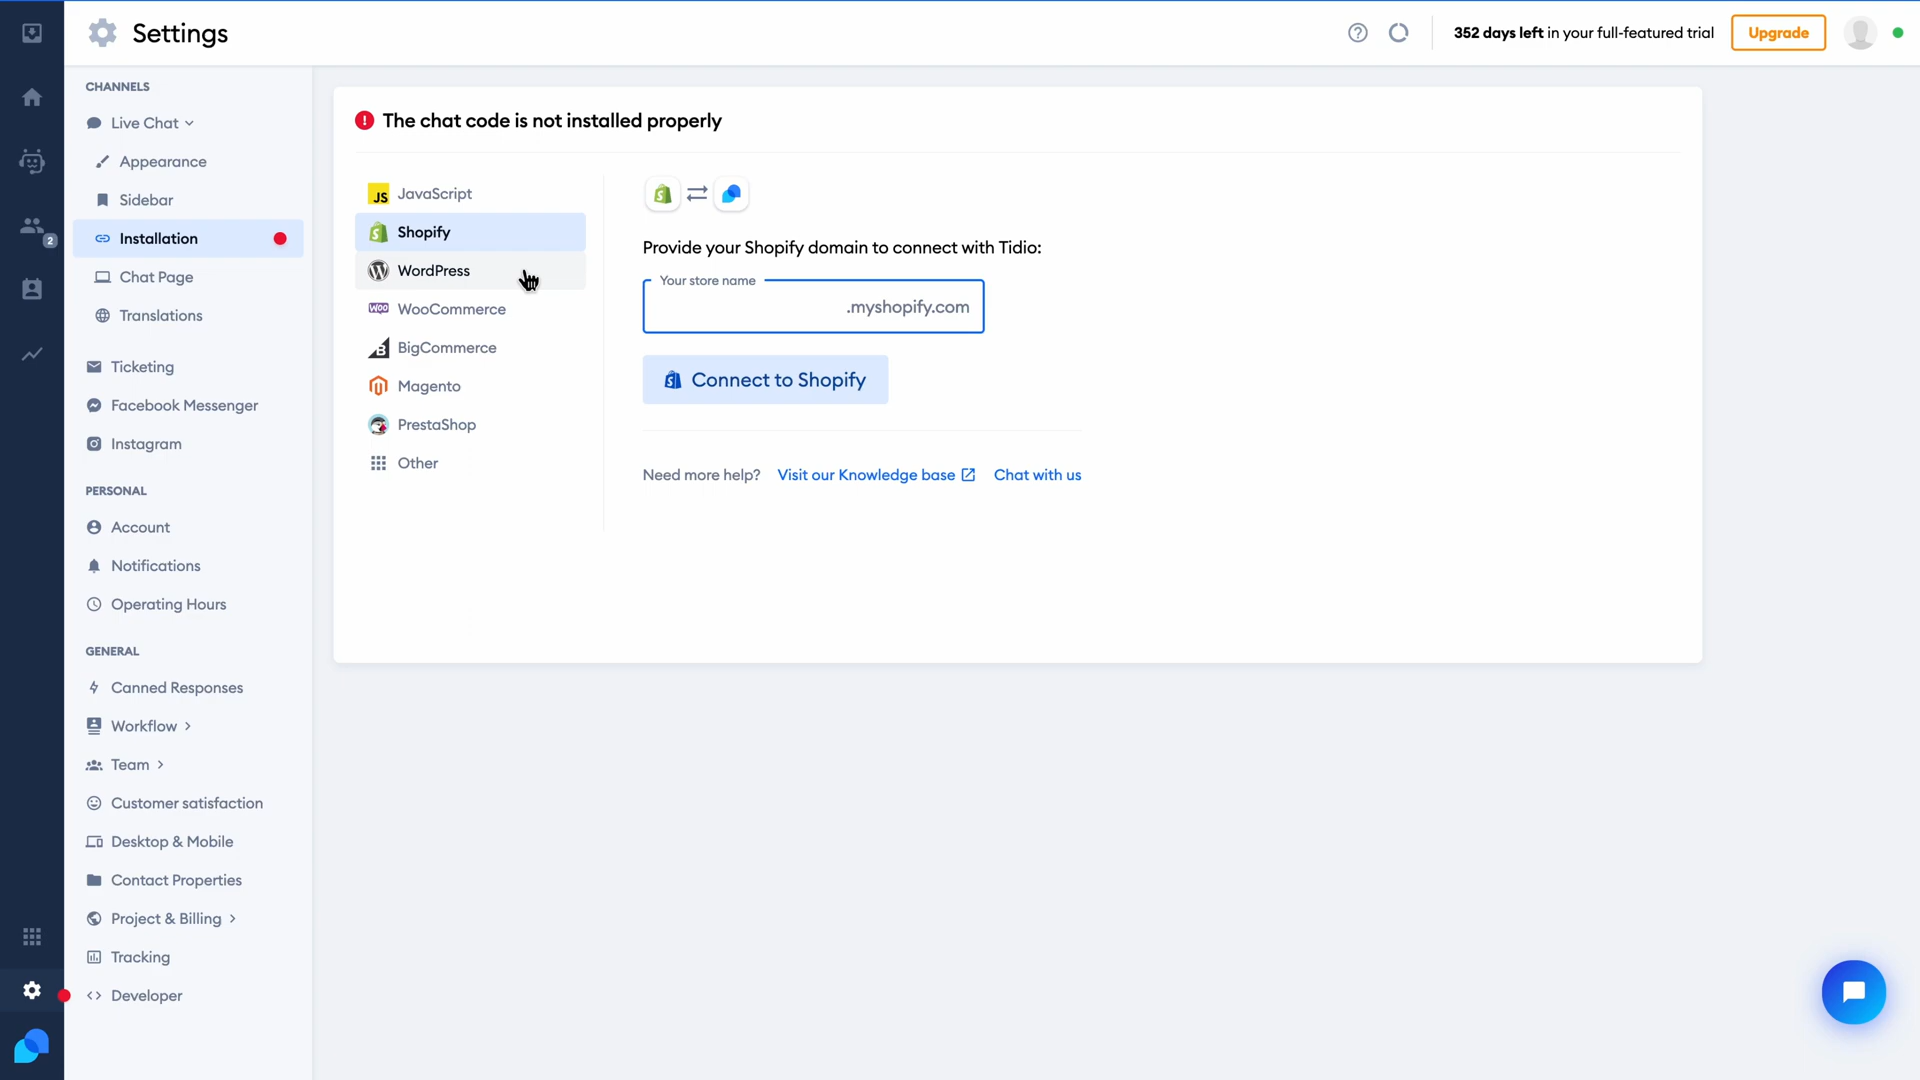 Settings
352 days left in your full-featured trial
Upgrade
CHANNELS
Live Chat
Appearance
Sidebar
Installation
Chat Page
Translations
Ticketing
Facebook Messenger
Instagram
PERSONAL
Account
Notifications
Operating Hours
GENERAL
Canned Responses
Workflow
Team
Customer satisfaction
Desktop & Mobile
Contact Properties
Project & Billing
Tracking
Developer
2
The chat code is not installed properly
JS JavaScript
Shopify
WordPress
WOO WooCommerce
BigCommerce
Magento
PrestaShop
Other
Provide your Shopify domain to connect with Tidio:
Your store name
.myshopify.com
Connect to Shopify
Need more help? Visit our Knowledge base Chat with us